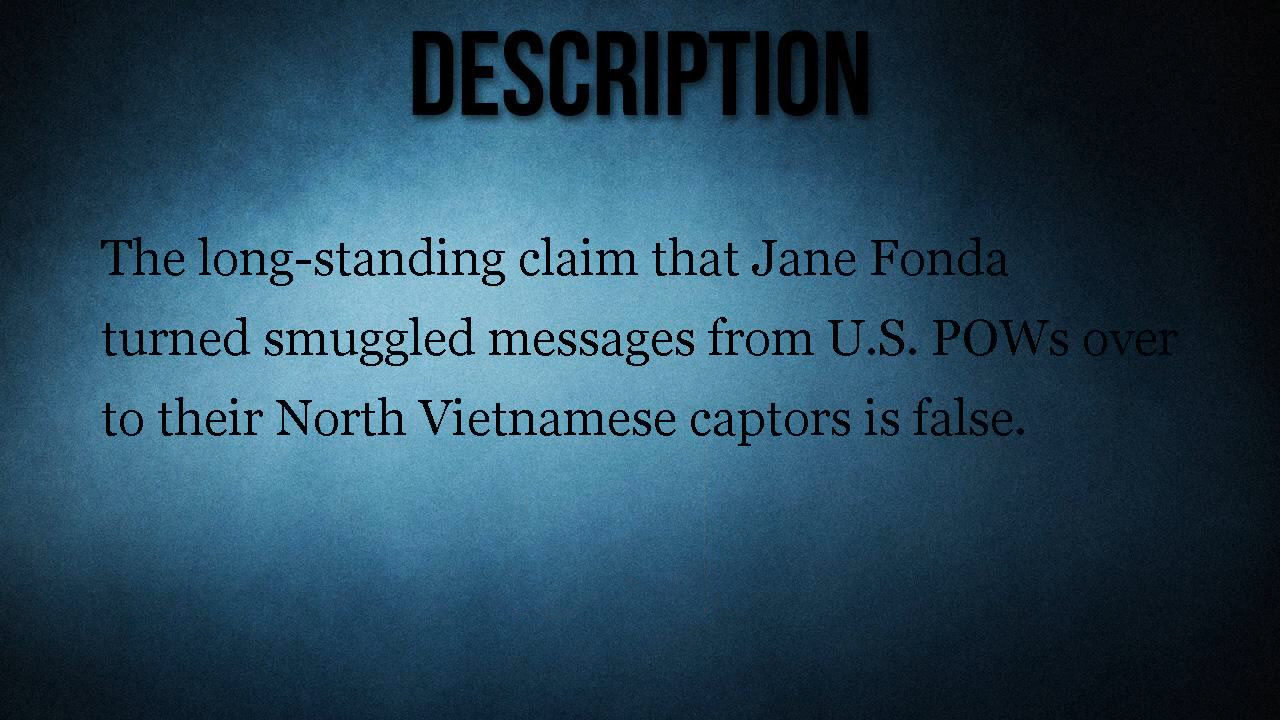 DESCRIPTION
The long-standing claim that Jane Fonda
turned smuggled messages from U.S. POWs over
to their North Vietnamese captors is false.